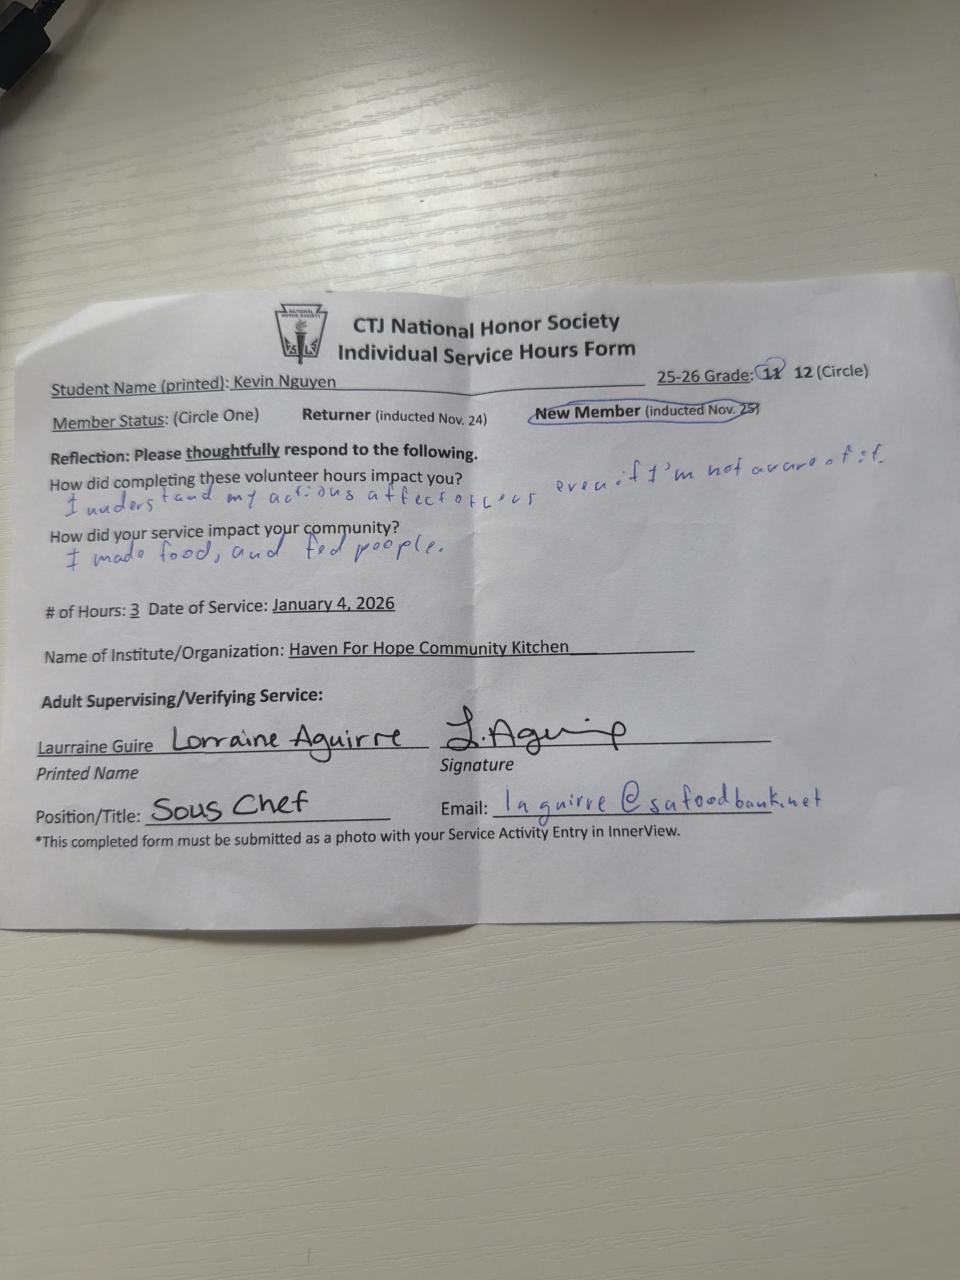 NATIONAL
HONOR SOCIETY
CTJ National Honor Society
Individual Service Hours Form
Student Name (printed): Kevin Nguyen 25-26 Grade: 11 12 (Circle)
Member Status: (Circle One) Returner (inducted Nov. 24) New Member (inducted Nov. 25)
Reflection: Please thoughtfully respond to the following.
How did completing these volunteer hours impact you?
I understand my actions affect others even if I'm not aware of it.
How did your service impact your community?
I made food, and fed people.
# of Hours: 3 Date of Service: January 4, 2026
Name of Institute/Organization: Haven For Hope Community Kitchen
Adult Supervising/Verifying Service:
Laurraine Guire Lorraine Aguirre L. Aguirre
Printed Name Signature
Position/Title: Sous Chef Email: laguirre@safoodbank.net
*This completed form must be submitted as a photo with your Service Activity Entry in InnerView.